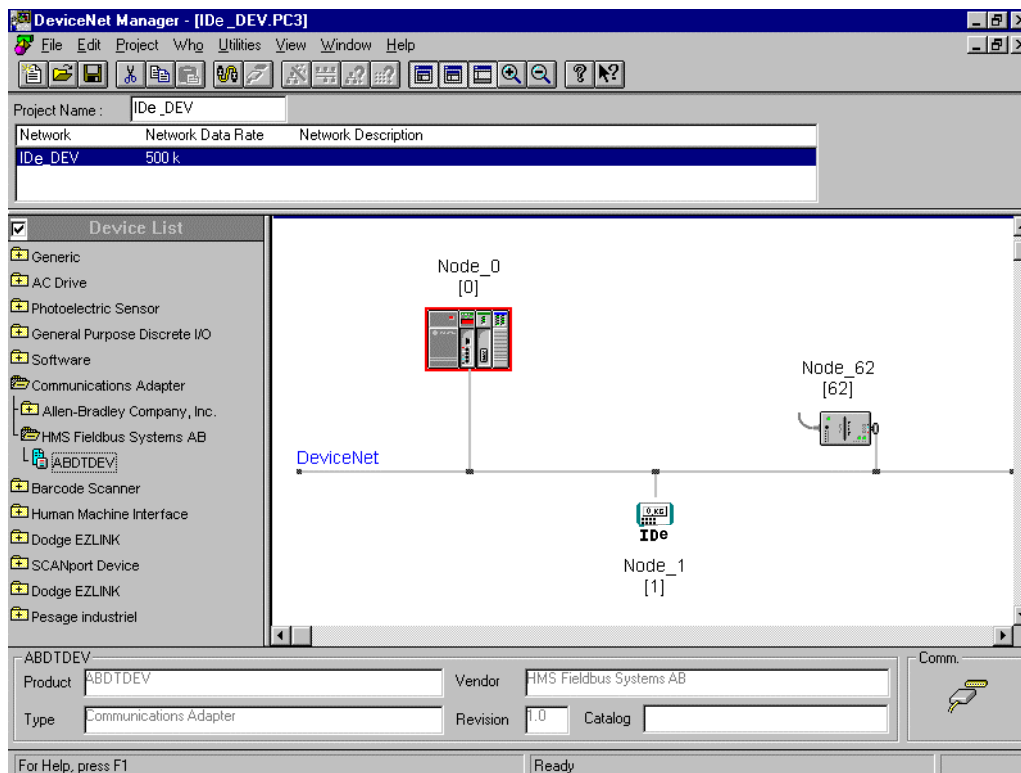 DeviceNet Manager - [IDe_DEV.PC3]
File Edit Project Who Utilities View Window Help
Project Name : IDe_DEV
Network Network Data Rate Network Description
IDe_DEV 500 k
Device List
Generic
AC Drive
Photoelectric Sensor
General Purpose Discrete I/O
Software
Communications Adapter
Allen-Bradley Company, Inc.
HMS Fieldbus Systems AB
ABDTDEV
Barcode Scanner
Human Machine Interface
Dodge EZLINK
SCANport Device
Dodge EZLINK
Pesage industriel
Node_0
[0]
Node_62
[62]
DeviceNet
0,KG
IDe
Node_1
[1]
ABDTDEV
Product ABDTDEV Vendor HMS Fieldbus Systems AB
Type Communications Adapter Revision 1.0 Catalog
Comm.
For Help, press F1 Ready